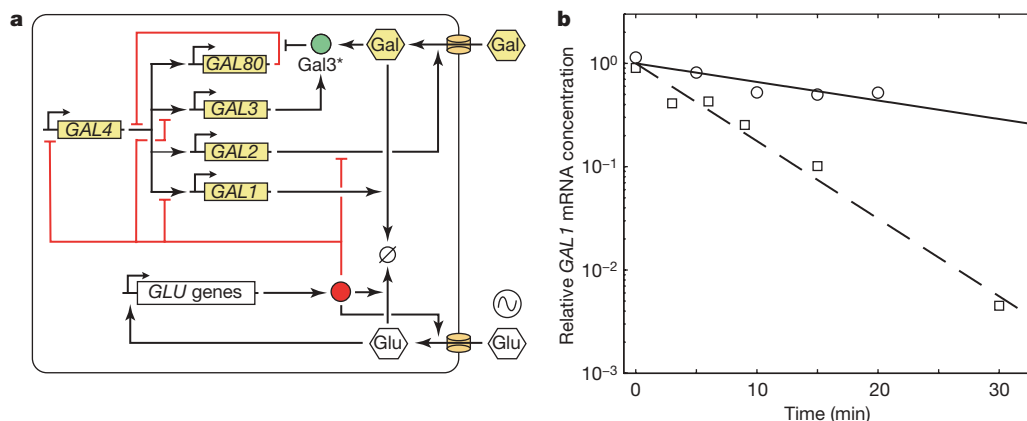 a
GAL80
Gal3*
Gal
Gal
GAL3
GAL4
GAL2
GAL1
∅
GLU genes
Glu
Glu
b
Relative GAL1 mRNA concentration
10⁰
10⁻¹
10⁻²
10⁻³
0 10 20 30
Time (min)